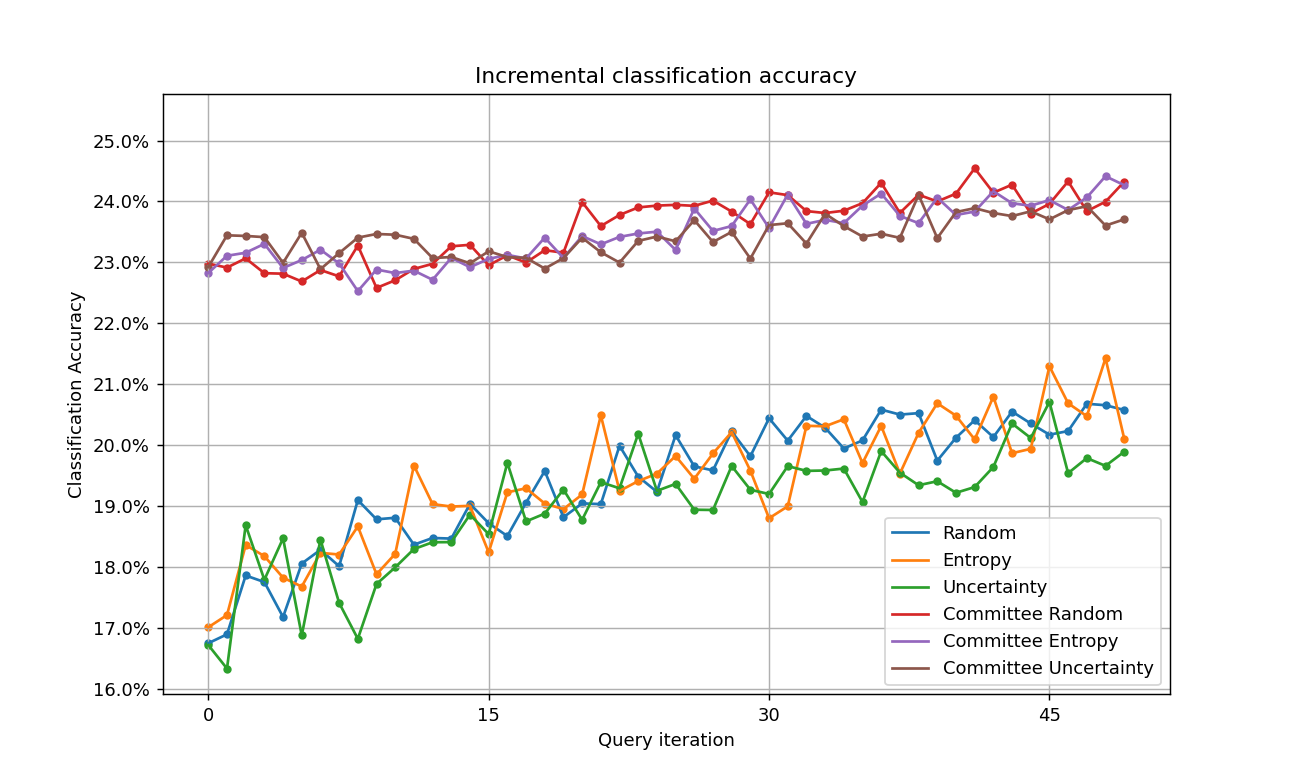 Incremental classification accuracy
Classification Accuracy
25.0%
24.0%
23.0%
22.0%
21.0%
20.0%
19.0%
18.0%
17.0%
16.0%
0
15
30
45
Query iteration
Random
Entropy
Uncertainty
Committee Random
Committee Entropy
Committee Uncertainty